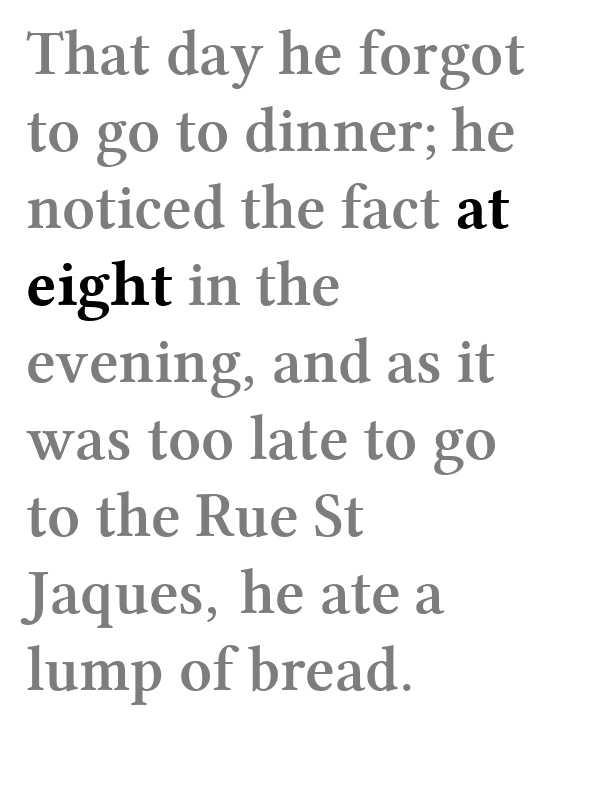 That day he forgot
to go to dinner; he
noticed the fact at
eight in the
evening, and as it
was too late to go
to the Rue St
Jaques, he ate a
lump of bread.